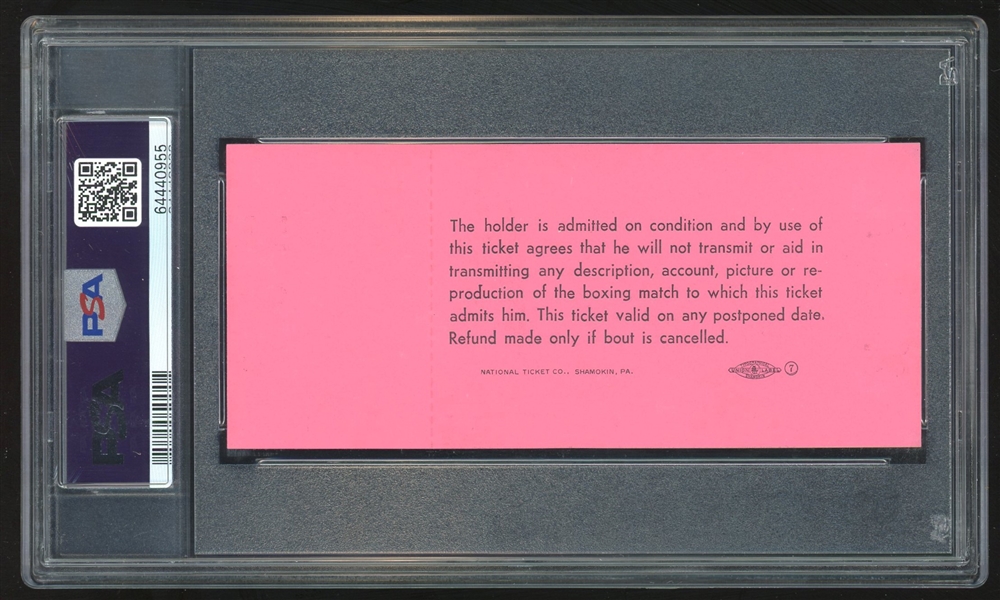 The holder is admitted on condition and by use of
this ticket agrees that he will not transmit or aid in
transmitting any description, account, picture or re-
production of the boxing match to which this ticket
admits him. This ticket valid on any postponed date.
Refund made only if bout is cancelled.
NATIONAL TICKET CO., SHAMOKIN, PA.
UNION LABEL
7
64440955
PSA
PSA